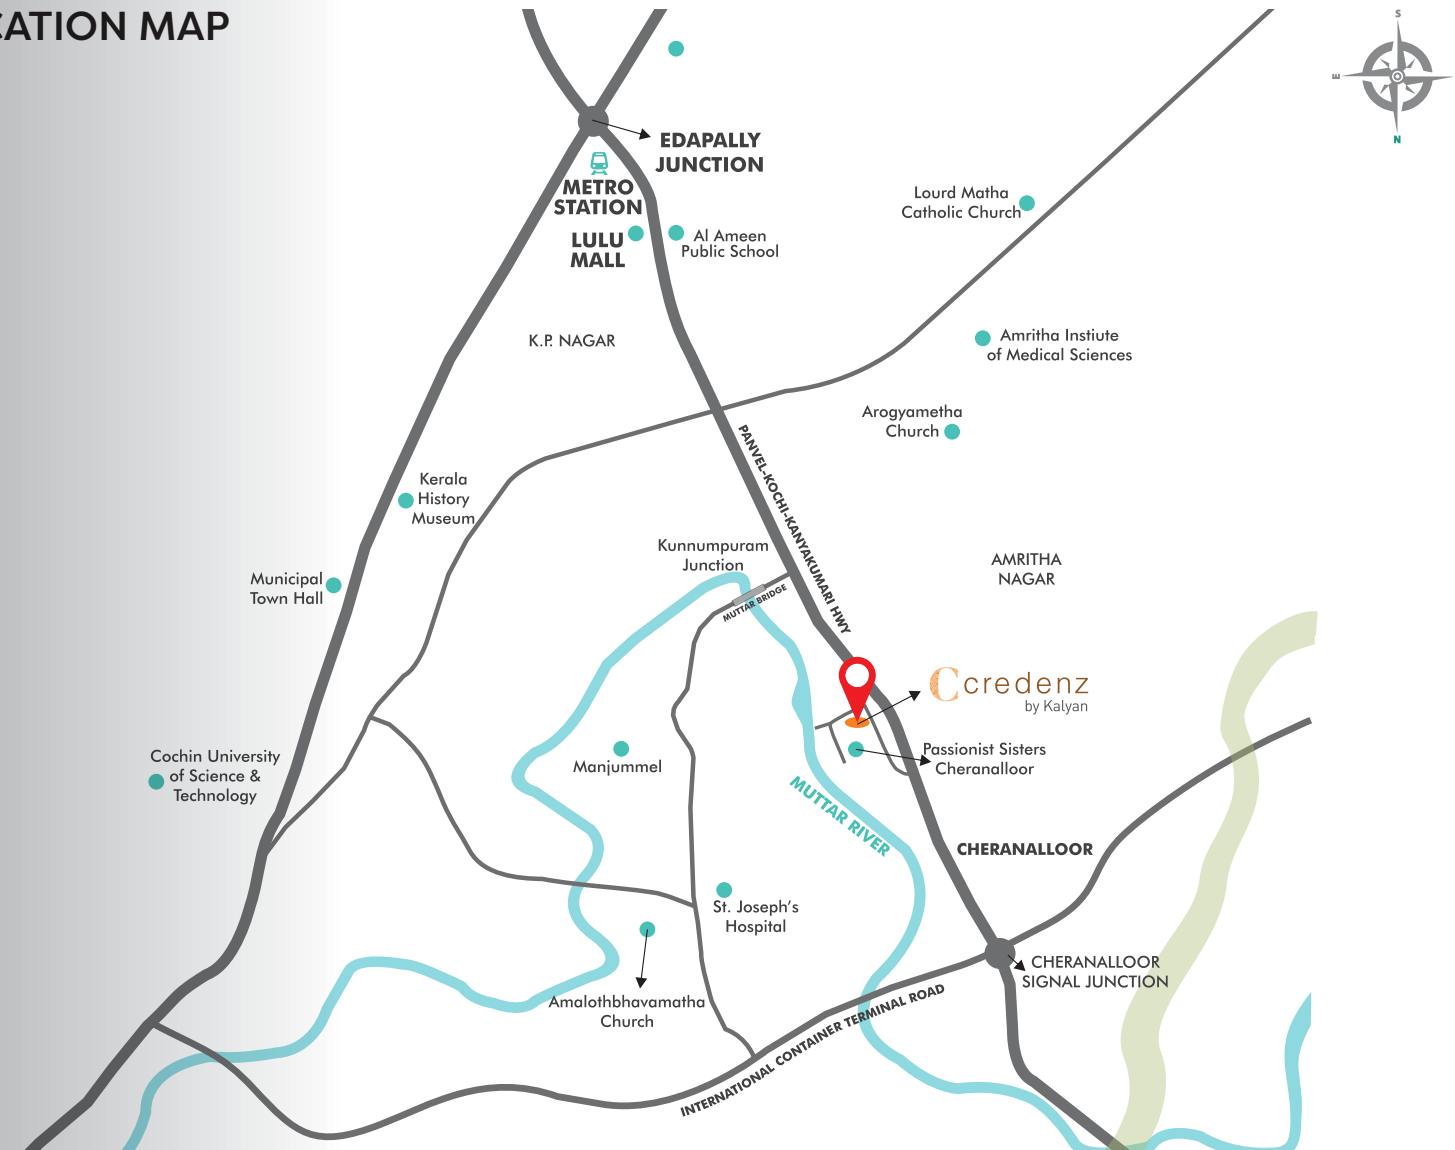 CATION MAP
S
E
N
EDAPALLY
JUNCTION
METRO
STATION
LULU
MALL
Al Ameen
Public School
Lourd Matha
Catholic Church
K.P. NAGAR
Amritha Instiute
of Medical Sciences
Arogyametha
Church
PANVEL-KOCHI-KANYAKUMARI HWY
Kerala
History
Museum
Kunnumpuram
Junction
MUTTAR BRIDGE
AMRITHA
NAGAR
Municipal
Town Hall
C credenz
by Kalyan
Passionist Sisters
Cheranalloor
Cochin University
of Science &
Technology
Manjummel
MUTTAR RIVER
CHERANALLOOR
St. Joseph's
Hospital
CHERANALLOOR
SIGNAL JUNCTION
Amalothbhavamatha
Church
INTERNATIONAL CONTAINER TERMINAL ROAD